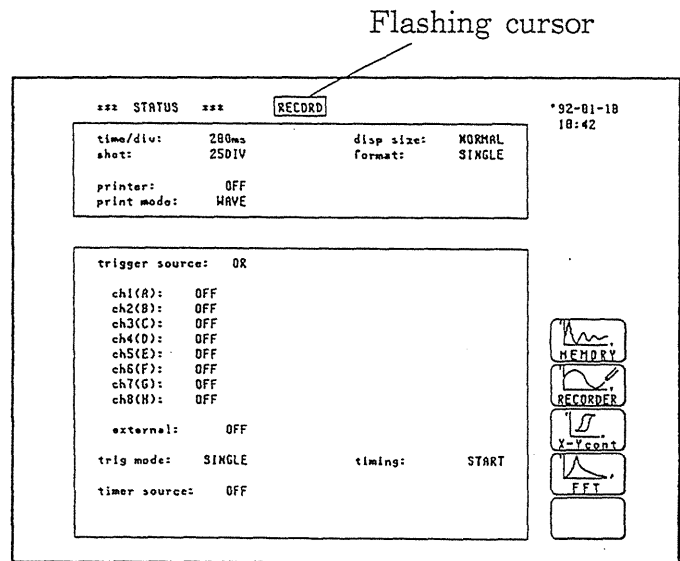 Flashing cursor
*** STATUS *** RECORD '92-01-18
18:42
time/div: 200ms disp size: NORMAL
shot: 25DIV format: SINGLE
printer: OFF
print mode: WAVE
trigger source: OR
ch1(A): OFF
ch2(B): OFF
ch3(C): OFF
ch4(D): OFF
ch5(E): OFF
ch6(F): OFF
ch7(G): OFF
ch8(H): OFF
external: OFF
trig mode: SINGLE timing: START
timer source: OFF
MEMORY
RECORDER
X-Ycont
FFT